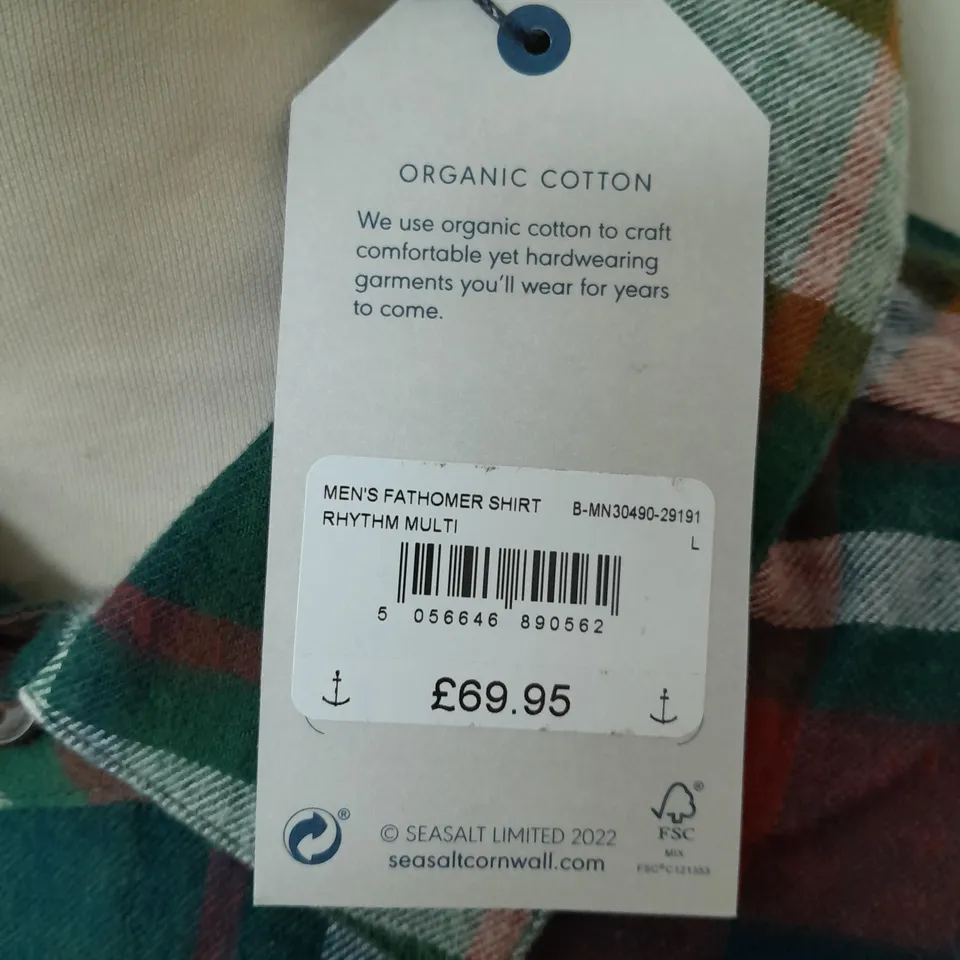 ORGANIC COTTON
We use organic cotton to craft
comfortable yet hardwearing
garments you'll wear for years
to come.
MEN'S FATHOMER SHIRT B-MN30490-29191
RHYTHM MULTI L
5 056646 890562
£69.95
© SEASALT LIMITED 2022
seasaltcornwall.com
®
®
FSC
MIX
FSC® C121353